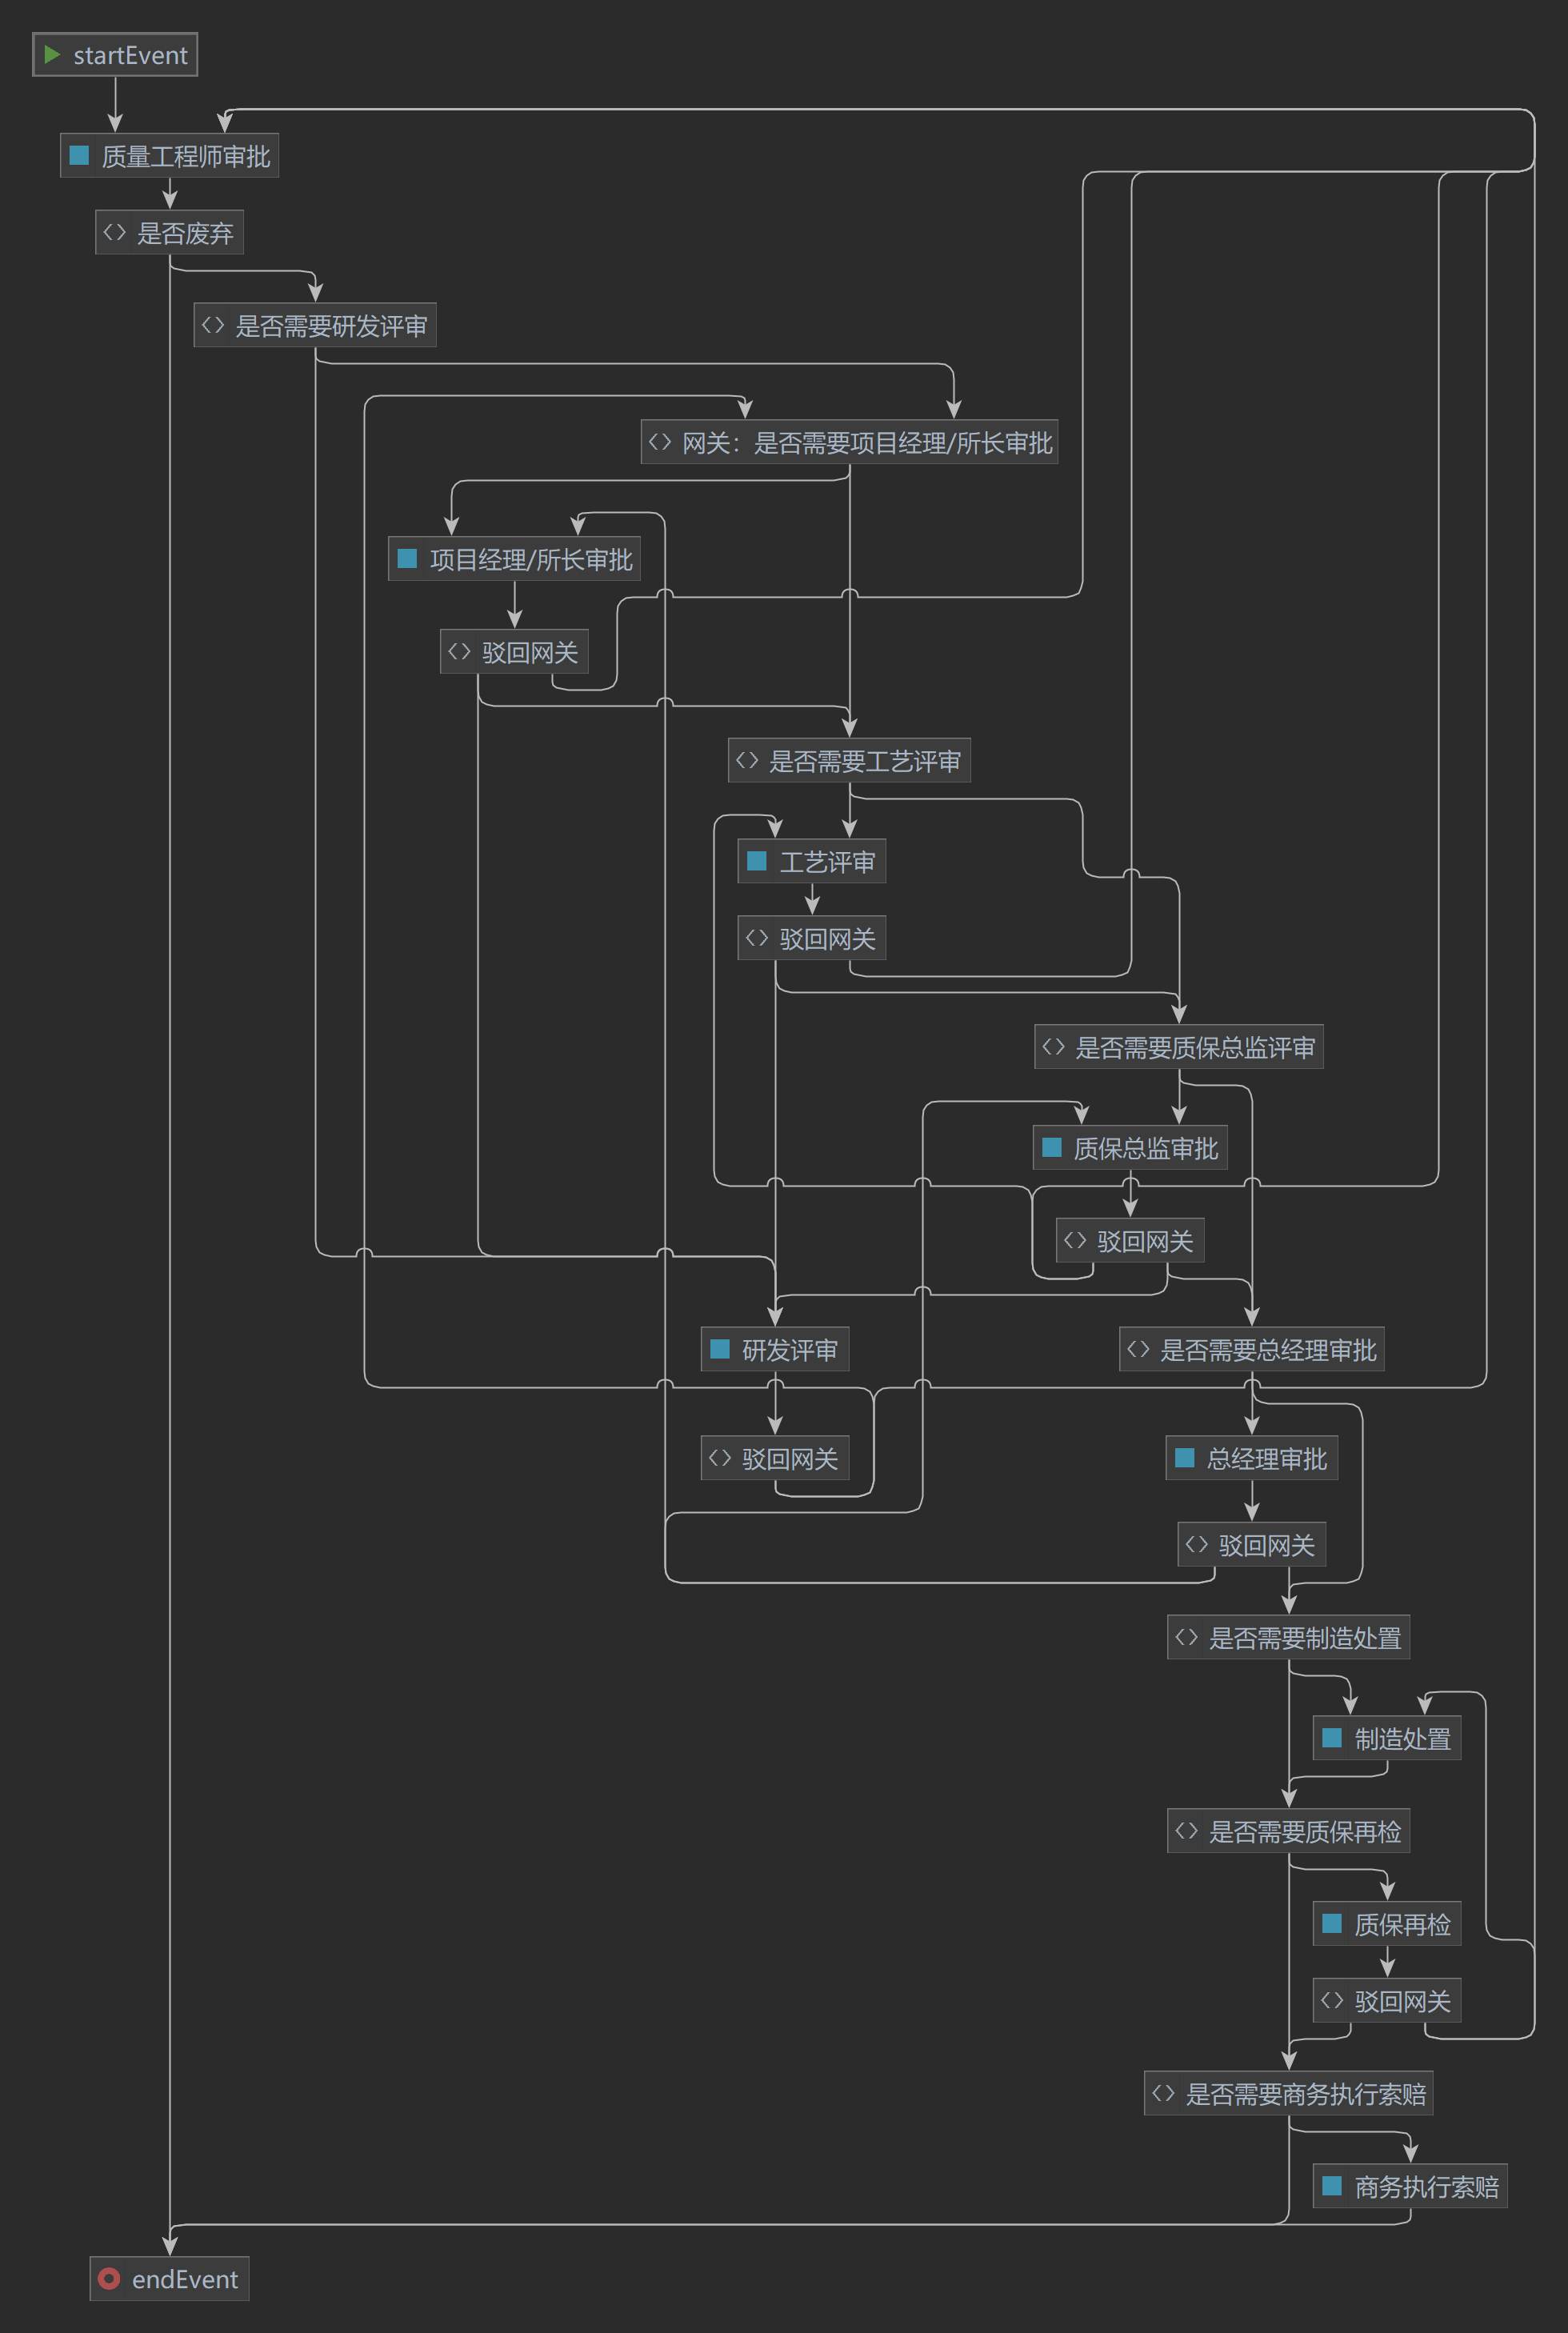 startEvent
质量工程师审批
是否废弃
是否需要研发评审
网关：是否需要项目经理/所长审批
项目经理/所长审批
驳回网关
是否需要工艺评审
工艺评审
驳回网关
是否需要质保总监评审
质保总监审批
驳回网关
研发评审
是否需要总经理审批
驳回网关
总经理审批
驳回网关
是否需要制造处置
制造处置
是否需要质保再检
质保再检
驳回网关
是否需要商务执行索赔
商务执行索赔
endEvent